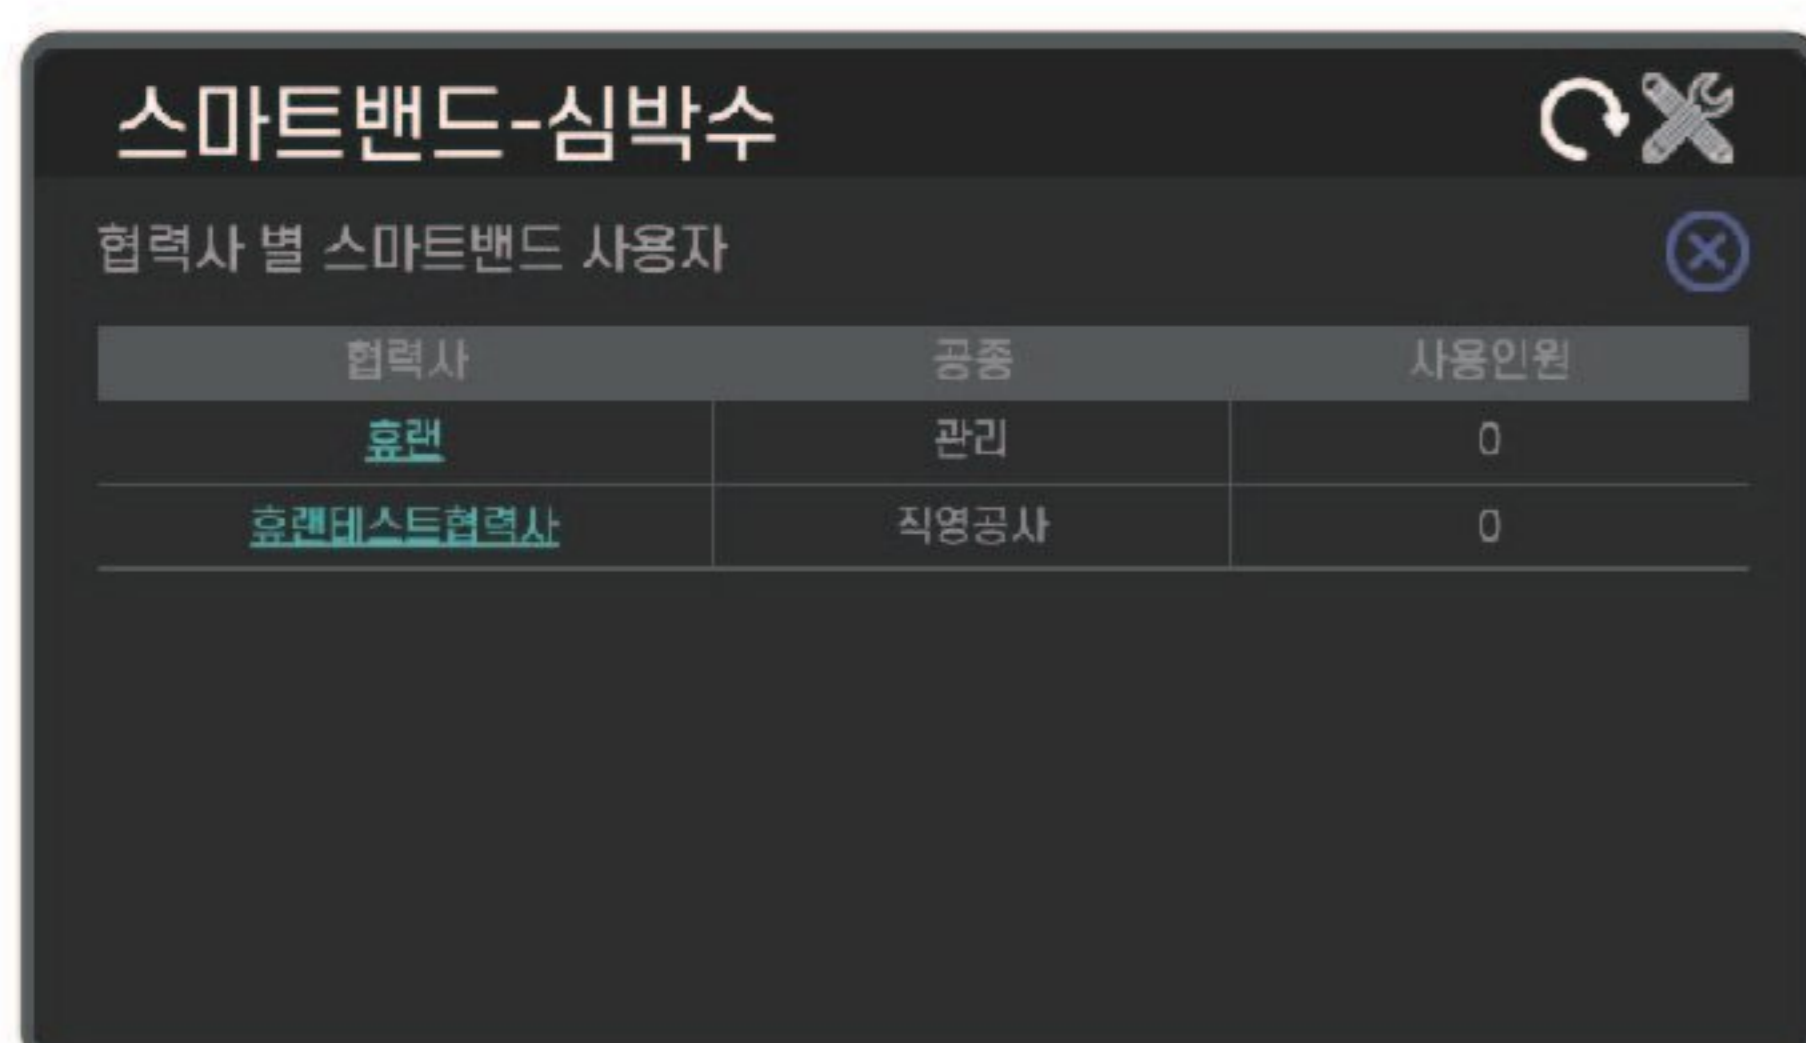 스마트밴드-심박수
협력사 별 스마트밴드 사용자
협력사 공종 사용인원
휴랜 관리 0
휴랜테스트협력사 직영공사 0